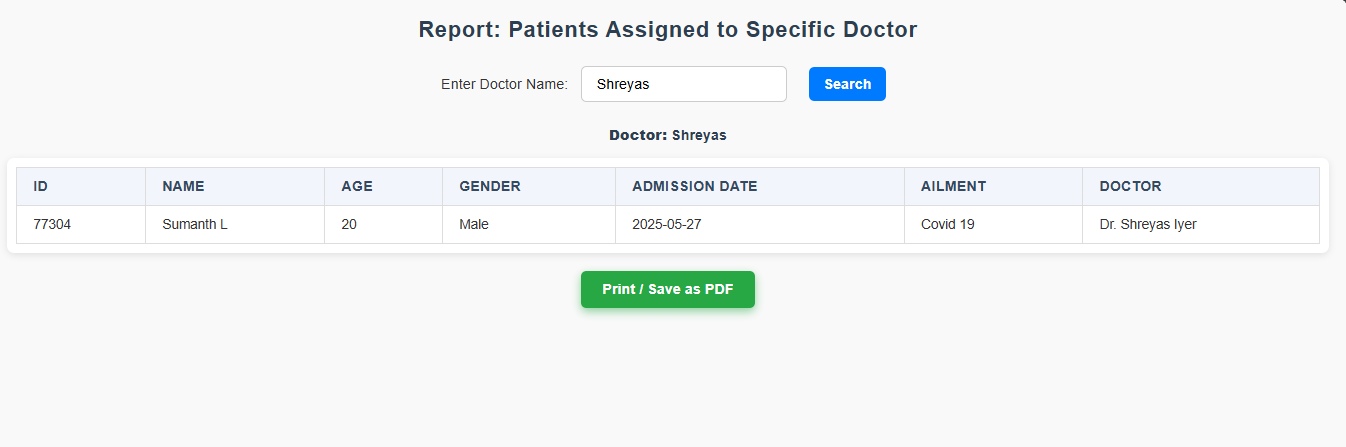 Report: Patients Assigned to Specific Doctor
Enter Doctor Name: Shreyas Search
Doctor: Shreyas
ID NAME AGE GENDER ADMISSION DATE AILMENT DOCTOR
77304 Sumanth L 20 Male 2025-05-27 Covid 19 Dr. Shreyas Iyer
Print / Save as PDF